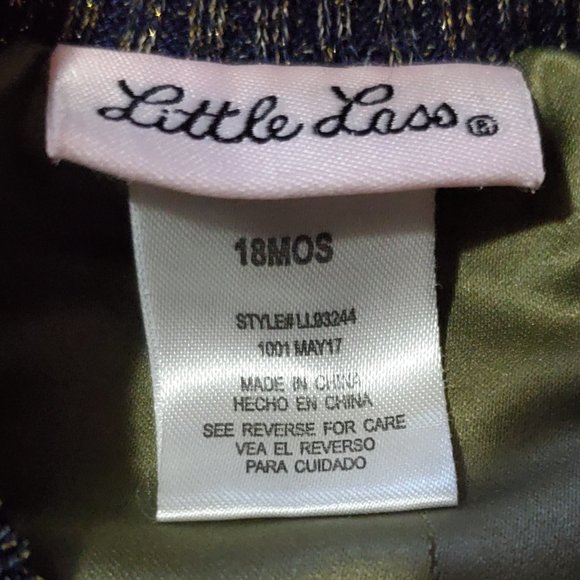 Little Lass®
18MOS
STYLE#LL93244
1001 MAY17
MADE IN CHINA
HECHO EN CHINA
SEE REVERSE FOR CARE
VEA EL REVERSO
PARA CUIDADO